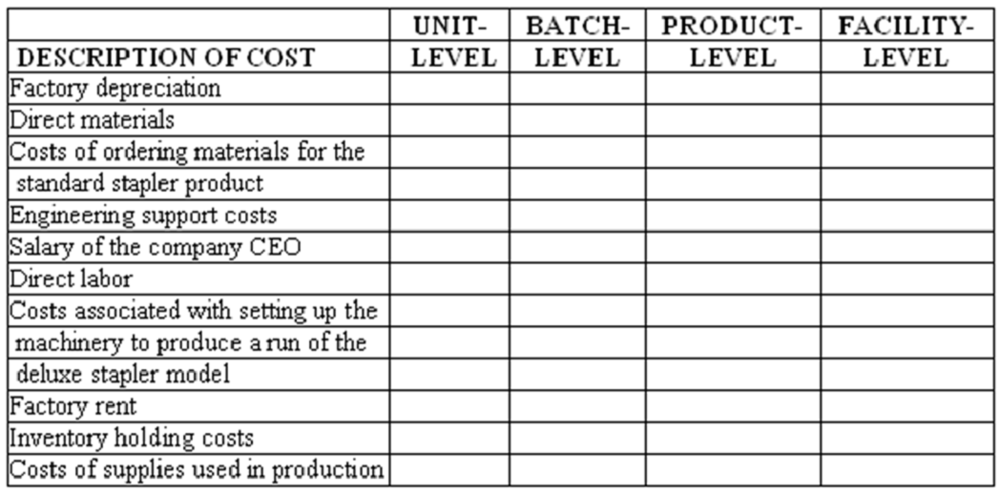 UNIT- BATCH- PRODUCT- FACILITY-
DESCRIPTION OF COST LEVEL LEVEL LEVEL LEVEL
Factory depreciation
Direct materials
Costs of ordering materials for the
standard stapler product
Engineering support costs
Salary of the company CEO
Direct labor
Costs associated with setting up the
machinery to produce a run of the
deluxe stapler model
Factory rent
Inventory holding costs
Costs of supplies used in production